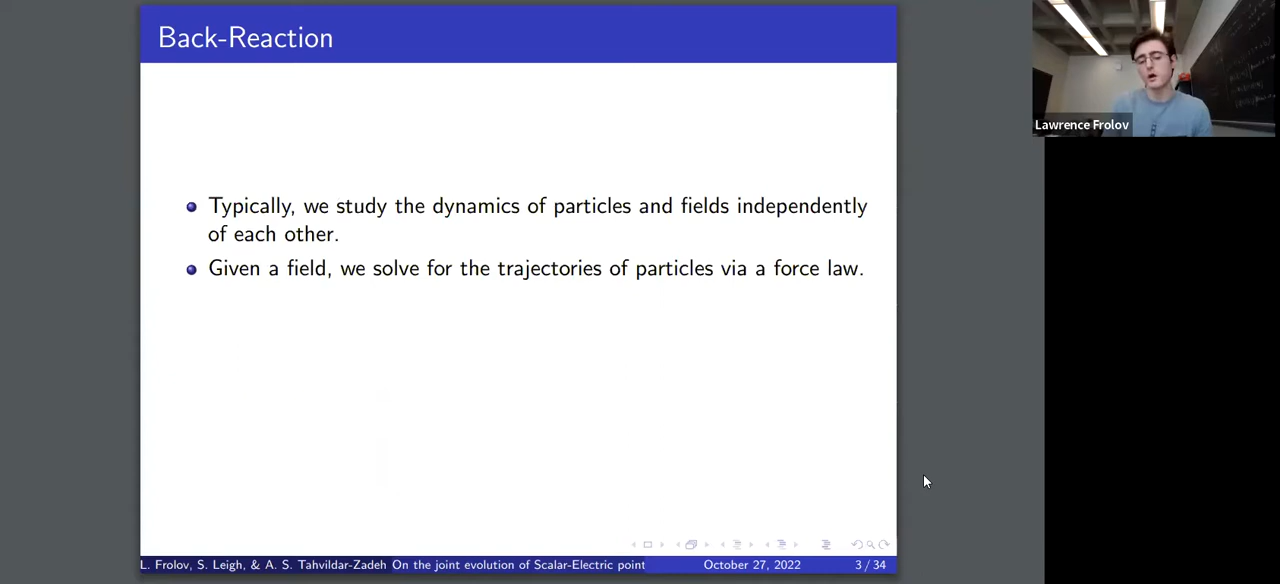 Back-Reaction
Typically, we study the dynamics of particles and fields independently
of each other.
Given a field, we solve for the trajectories of particles via a force law.
L. Frolov, S. Leigh, & A. S. Tahvildar-Zadeh On the joint evolution of Scalar-Electric point
October 27, 2022
3 / 34
Lawrence Frolov